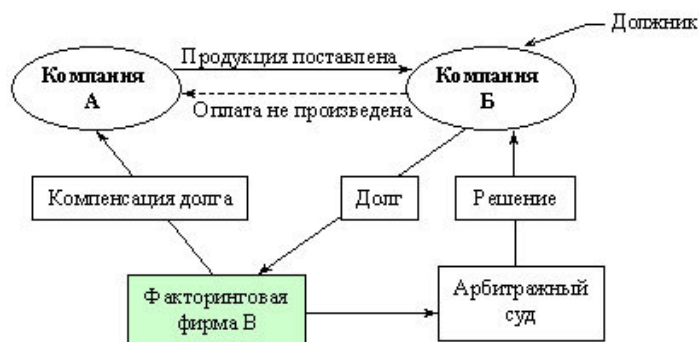 Должник
Компания
А
Продукция поставлена
Компания
Б
Оплата не произведена
Компенсация долга
Долг
Решение
Факторинговая
фирма В
Арбитражный
суд